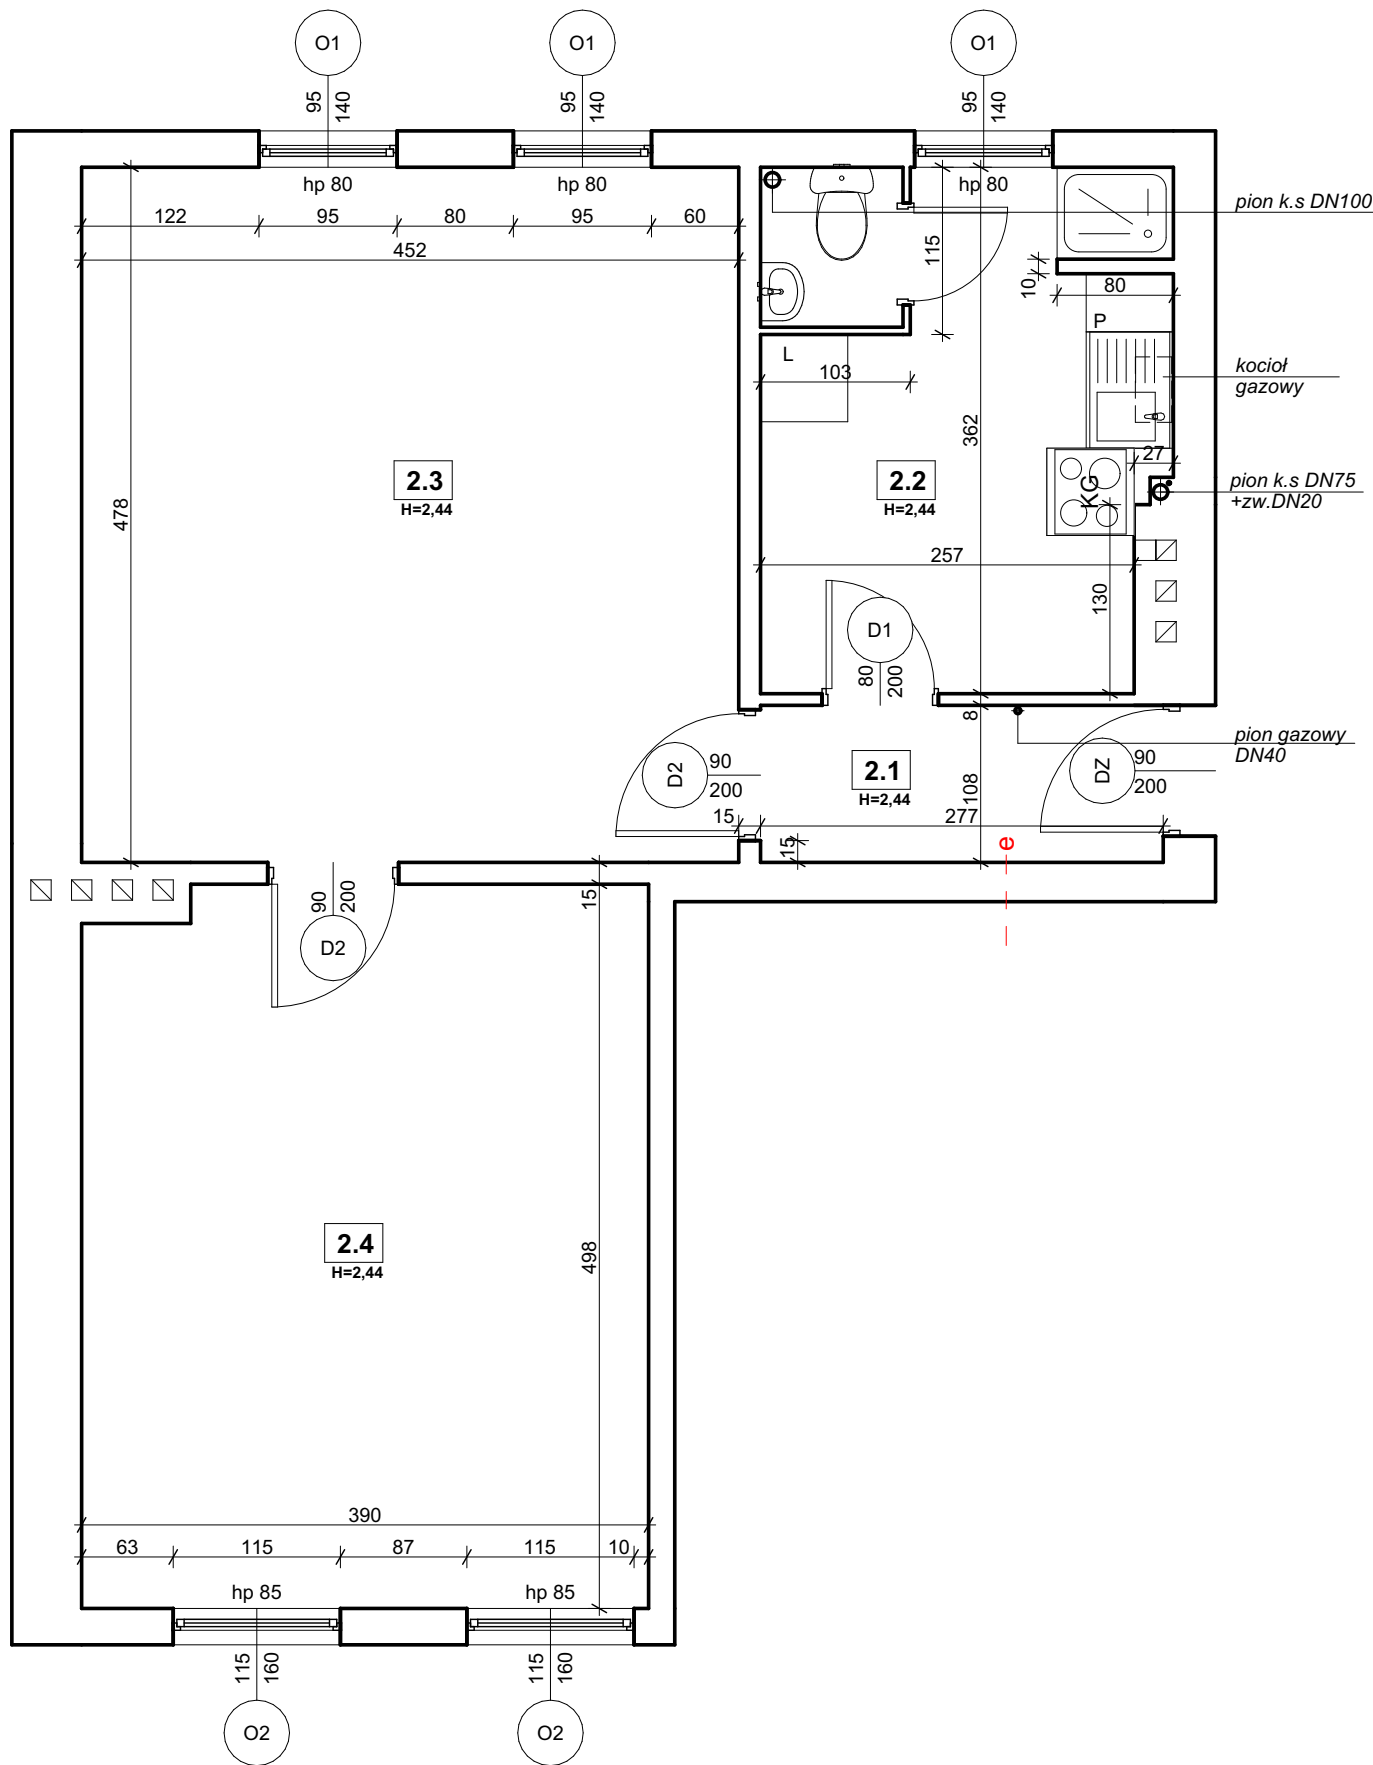 O1
O1
O1
95
140
95
140
95
140
hp 80
hp 80
hp 80
pion k.s DN100
122
95
80
95
60
452
115
10
80
P
L
103
kocioł
gazowy
362
27
2.3
H=2,44
2.2
H=2,44
KG
pion k.s DN75
+zw.DN20
478
257
130
D1
80
200
8
pion gazowy
DN40
D2
90
200
2.1
H=2,44
DZ
90
200
108
15
277
15
e
15
90
200
D2
2.4
H=2,44
498
390
63
115
87
115
10
hp 85
hp 85
115
160
115
160
O2
O2